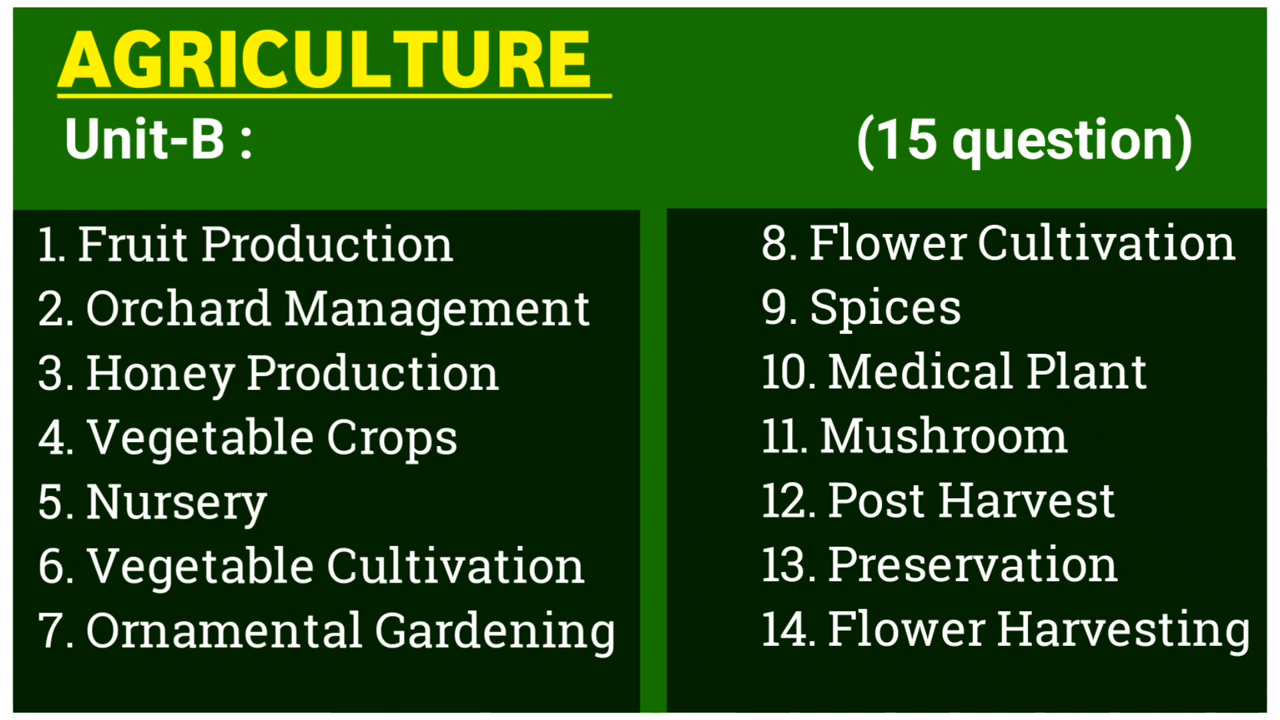 AGRICULTURE
Unit-B :
(15 question)
1. Fruit Production
2. Orchard Management
3. Honey Production
4. Vegetable Crops
5. Nursery
6. Vegetable Cultivation
7. Ornamental Gardening
8. Flower Cultivation
9. Spices
10. Medical Plant
11. Mushroom
12. Post Harvest
13. Preservation
14. Flower Harvesting